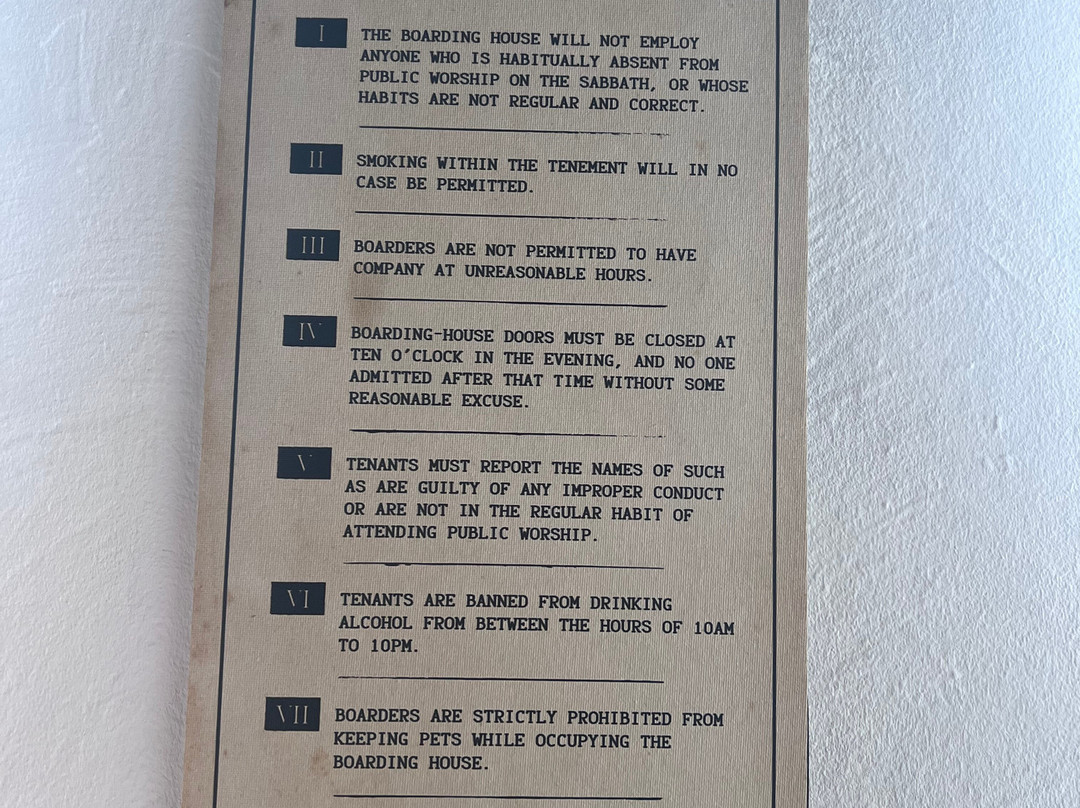 I
THE BOARDING HOUSE WILL NOT EMPLOY
ANYONE WHO IS HABITUALLY ABSENT FROM
PUBLIC WORSHIP ON THE SABBATH, OR WHOSE
HABITS ARE NOT REGULAR AND CORRECT.
II
SMOKING WITHIN THE TENEMENT WILL IN NO
CASE BE PERMITTED.
III
BOARDERS ARE NOT PERMITTED TO HAVE
COMPANY AT UNREASONABLE HOURS.
IV
BOARDING-HOUSE DOORS MUST BE CLOSED AT
TEN O'CLOCK IN THE EVENING, AND NO ONE
ADMITTED AFTER THAT TIME WITHOUT SOME
REASONABLE EXCUSE.
V
TENANTS MUST REPORT THE NAMES OF SUCH
AS ARE GUILTY OF ANY IMPROPER CONDUCT
OR ARE NOT IN THE REGULAR HABIT OF
ATTENDING PUBLIC WORSHIP.
VI
TENANTS ARE BANNED FROM DRINKING
ALCOHOL FROM BETWEEN THE HOURS OF 10AM
TO 10PM.
VII
BOARDERS ARE STRICTLY PROHIBITED FROM
KEEPING PETS WHILE OCCUPYING THE
BOARDING HOUSE.